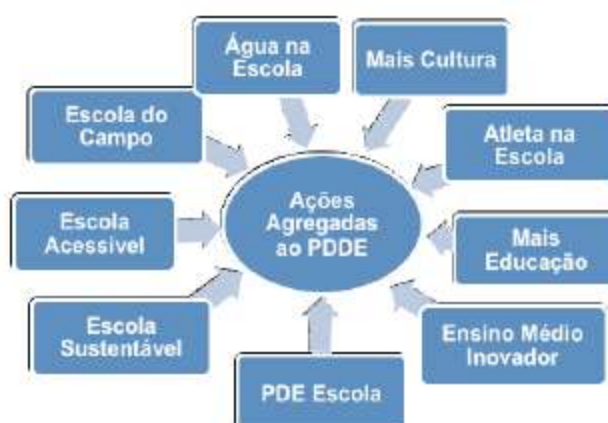 Água na
Escola
Mais Cultura
Escola do
Campo
Atleta na
Escola
Ações
Agregadas
ao PDDE
Escola
Acessivel
Mais
Educação
Escola
Sustentável
Ensino Médio
Inovador
PDE Escola